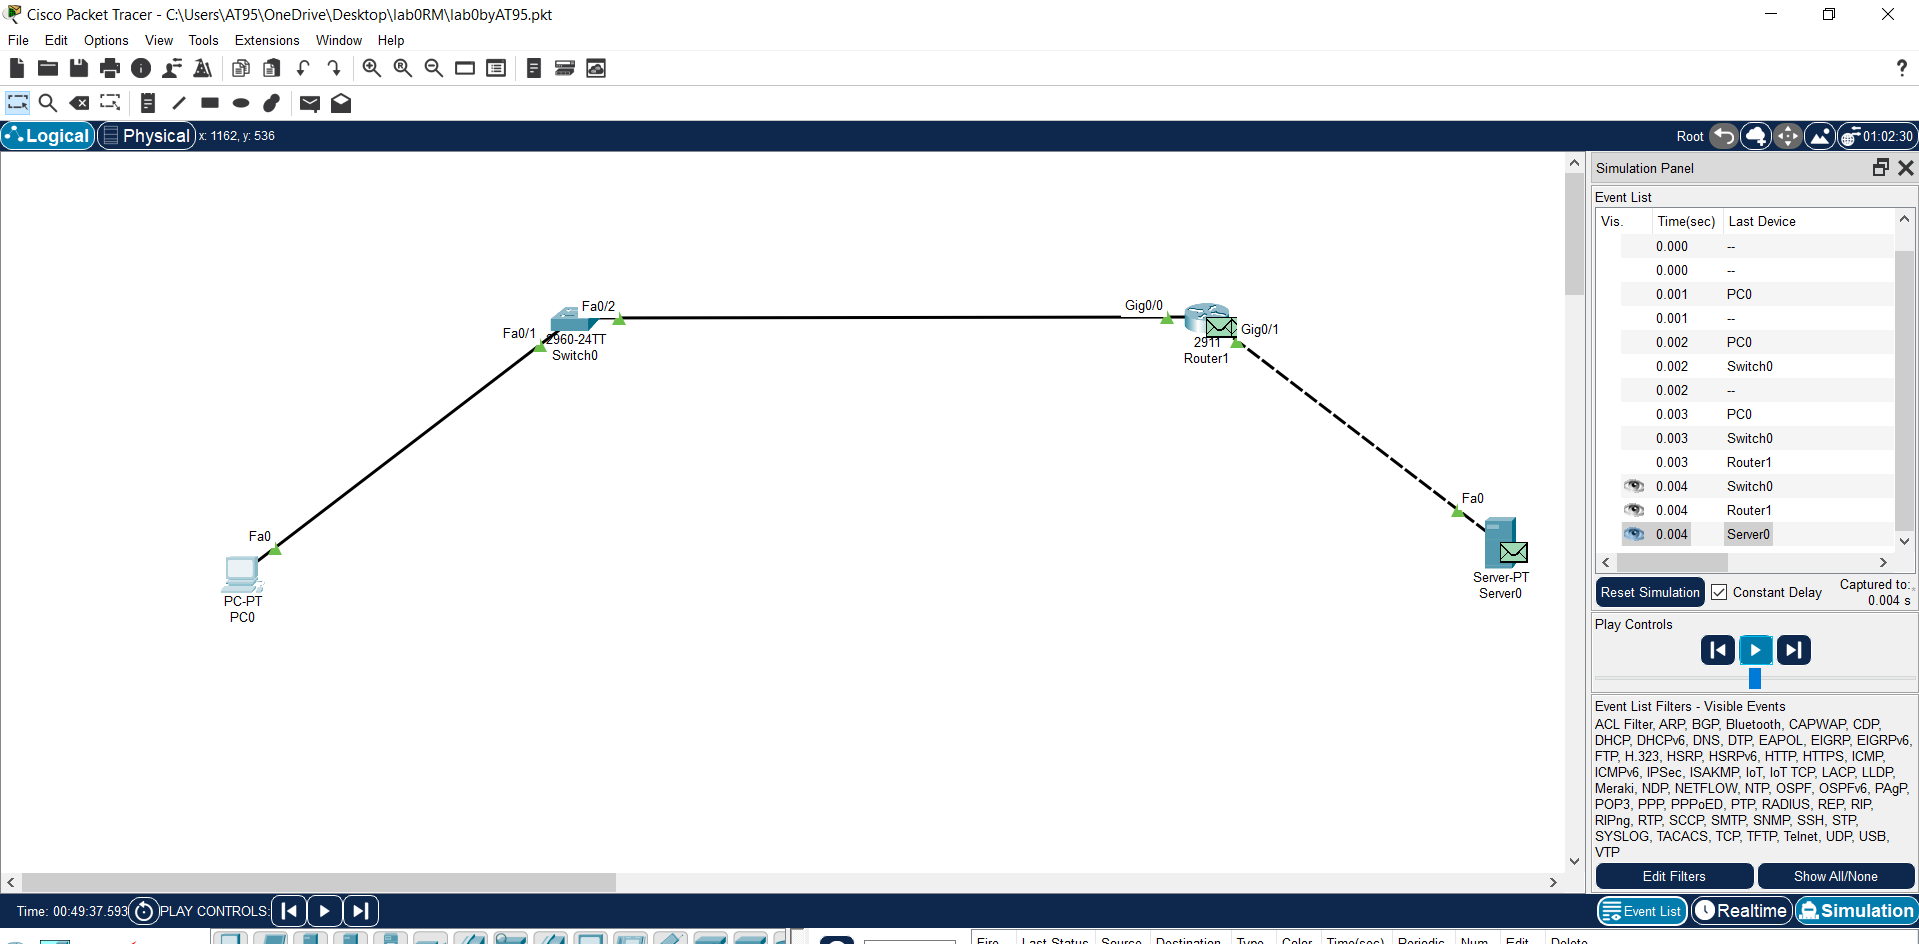 Cisco Packet Tracer - C:\Users\AT95\OneDrive\Desktop\lab0RM\lab0byAT95.pkt
File Edit Options View Tools Extensions Window Help
?
Logical Physical x: 1162, y: 536 Root 01:02:30
Simulation Panel
Event List
Vis. Time(sec) Last Device
0.000 --
0.000 --
0.001 PC0
0.001 --
0.002 PC0
0.002 Switch0
0.002 --
0.003 PC0
0.003 Switch0
0.003 Router1
0.004 Switch0
0.004 Router1
0.004 Server0
Reset Simulation Constant Delay Captured to:
0.004 s
Play Controls
Event List Filters - Visible Events
ACL Filter, ARP, BGP, Bluetooth, CAPWAP, CDP,
DHCP, DHCPv6, DNS, DTP, EAPOL, EIGRP, EIGRPv6,
FTP, H.323, HSRP, HSRPv6, HTTP, HTTPS, ICMP,
ICMPv6, IPSec, ISAKMP, IoT, IoT TCP, LACP, LLDP,
Meraki, NDP, NETFLOW, NTP, OSPF, OSPFv6, PAgP,
POP3, PPP, PPPoED, PTP, RADIUS, REP, RIP,
RIPng, RTP, SCCP, SMTP, SNMP, SSH, STP,
SYSLOG, TACACS, TCP, TFTP, Telnet, UDP, USB,
VTP
Edit Filters Show All/None
Fa0/2
Fa0/1
2960-24TT
Switch0
Gig0/0
Gig0/1
2911
Router1
Fa0
PC-PT
PC0
Fa0
Server-PT
Server0
Time: 00:49:37.593 PLAY CONTROLS:
Event List Realtime Simulation
Fire Last Status Source Destination Type Color Time(sec) Periodic Num Edit Delete